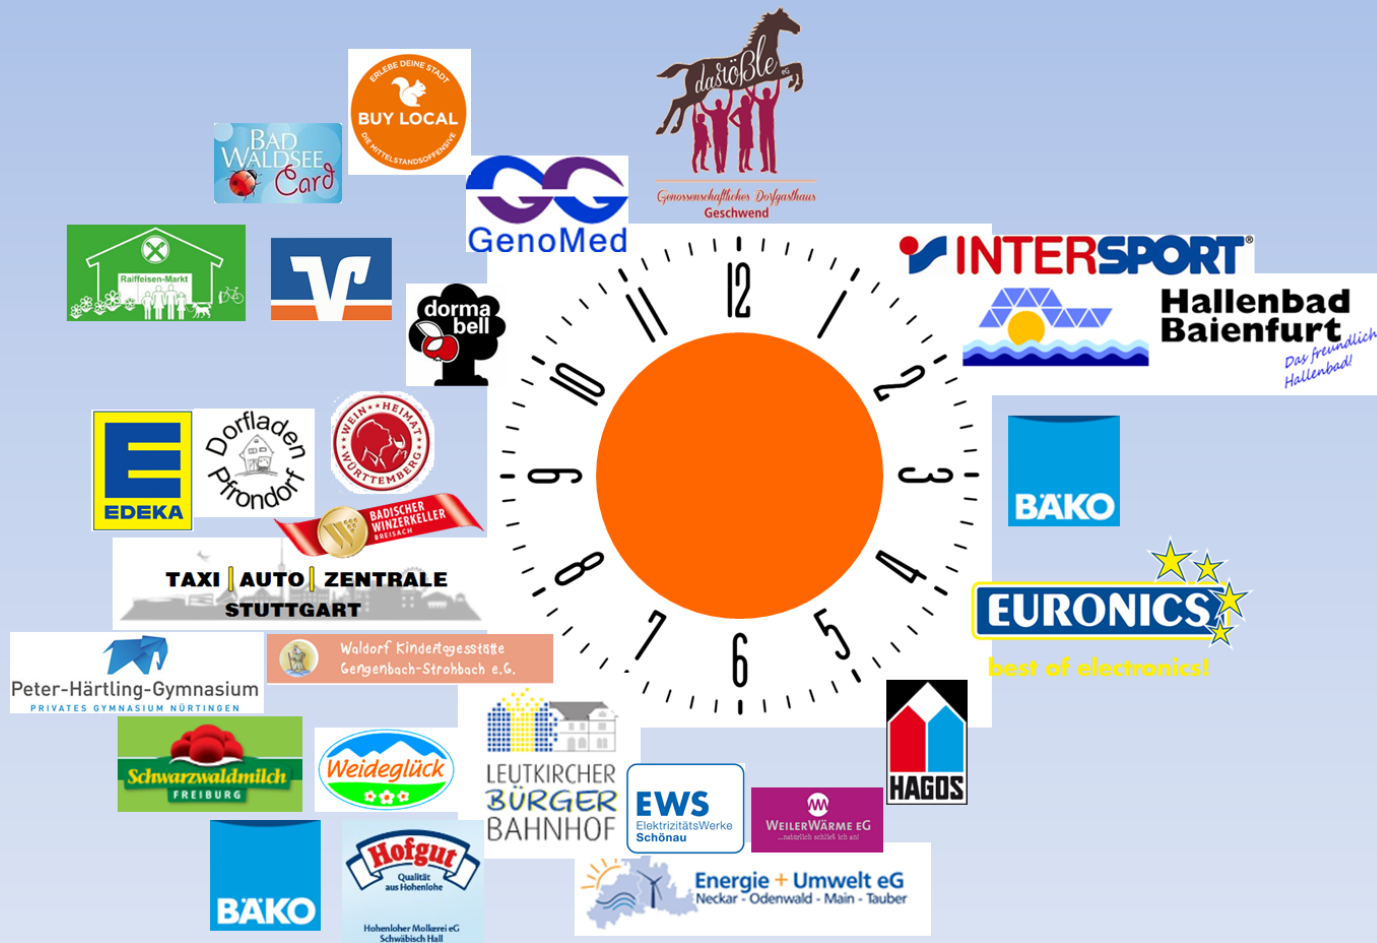 dasrößle eG
Genossenschaftliches Dorfgasthaus
Geschwend
ERLEBE DEINE STADT
BUY LOCAL
DIE MITTELSTANDSOFFENSIVE
BAD
WALDSEE
Card
GenoMed
Raiffeisen-Markt
dorma
bell
INTERSPORT®
Hallenbad
Baienfurt
Das freundliche
Hallenbad!
12
1
2
3
4
5
6
7
8
9
10
11
EDEKA
Dorfladen
Pfrondorf
WEIN HEIMAT
WÜRTTEMBERG
BADISCHER
WINZERKELLER
BREISACH
BÄKO
TAXI AUTO ZENTRALE
STUTTGART
EURONICS
best of electronics!
Peter-Härtling-Gymnasium
PRIVATES GYMNASIUM NÜRTINGEN
Waldorf Kindertagesstätte
Gengenbach-Strohbach e.G.
Schwarzwaldmilch
FREIBURG
Weideglück
LEUTKIRCHER
BÜRGER
BAHNHOF
EWS
ElektrizitätsWerke
Schönau
WEILERWÄRME EG
...natürlich schließ ich an!
HAGOS
BÄKO
Hofgut
Qualität
aus Hohenlohe
Hohenloher Molkerei eG
Schwäbisch Hall
Energie + Umwelt eG
Neckar - Odenwald - Main - Tauber